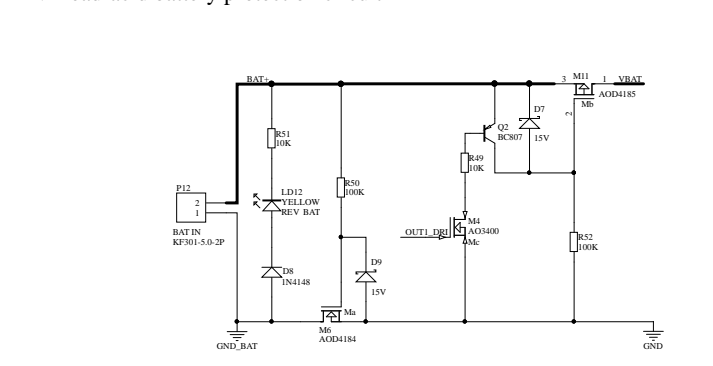 BAT+
3
M11
1
VBAT
AOD4185
Mb
2
D7
15V
Q2
BC807
R51
10K
R49
10K
R50
100K
P12
2
1
BAT IN
KF301-5.0-2P
LD12
YELLOW
REV BAT
OUT1_DRI
M4
AO3400
Mc
R52
100K
D8
1N4148
D9
15V
Ma
M6
AOD4184
GND_BAT
GND